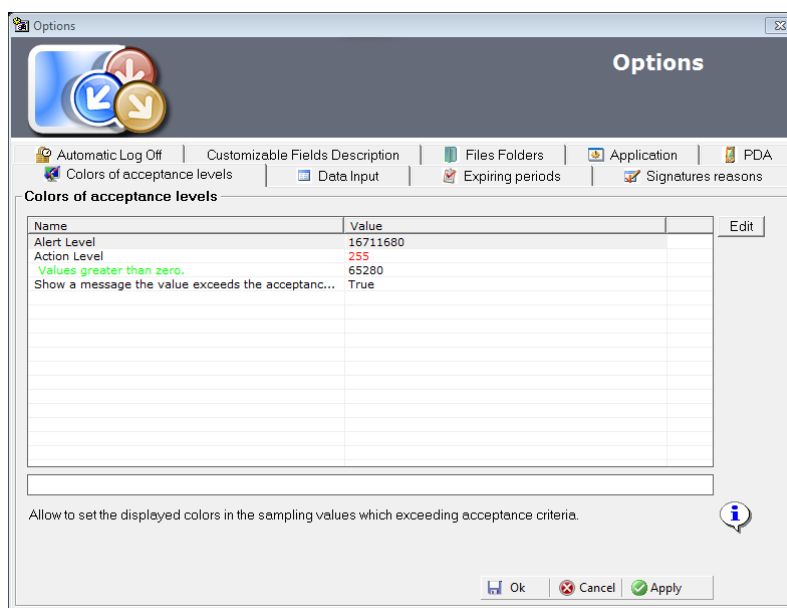 Options
Options
Automatic Log Off Customizable Fields Description Files Folders Application PDA
Colors of acceptance levels Data Input Expiring periods Signatures reasons
Colors of acceptance levels
Name Value Edit
Alert Level 16711680
Action Level 255
Values greater than zero. 65280
Show a message the value exceeds the acceptanc... True
Allow to set the displayed colors in the sampling values which exceeding acceptance criteria.
Ok Cancel Apply